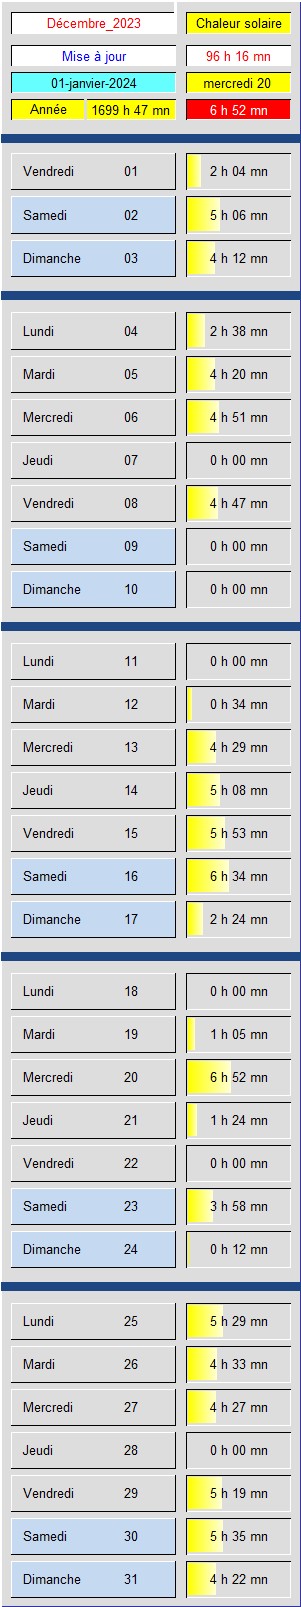 Décembre_2023 Chaleur solaire
Mise à jour 96 h 16 mn
01-janvier-2024 mercredi 20
Année 1699 h 47 mn 6 h 52 mn
Vendredi 01 2 h 04 mn
Samedi 02 5 h 06 mn
Dimanche 03 4 h 12 mn
Lundi 04 2 h 38 mn
Mardi 05 4 h 20 mn
Mercredi 06 4 h 51 mn
Jeudi 07 0 h 00 mn
Vendredi 08 4 h 47 mn
Samedi 09 0 h 00 mn
Dimanche 10 0 h 00 mn
Lundi 11 0 h 00 mn
Mardi 12 0 h 34 mn
Mercredi 13 4 h 29 mn
Jeudi 14 5 h 08 mn
Vendredi 15 5 h 53 mn
Samedi 16 6 h 34 mn
Dimanche 17 2 h 24 mn
Lundi 18 0 h 00 mn
Mardi 19 1 h 05 mn
Mercredi 20 6 h 52 mn
Jeudi 21 1 h 24 mn
Vendredi 22 0 h 00 mn
Samedi 23 3 h 58 mn
Dimanche 24 0 h 12 mn
Lundi 25 5 h 29 mn
Mardi 26 4 h 33 mn
Mercredi 27 4 h 27 mn
Jeudi 28 0 h 00 mn
Vendredi 29 5 h 19 mn
Samedi 30 5 h 35 mn
Dimanche 31 4 h 22 mn